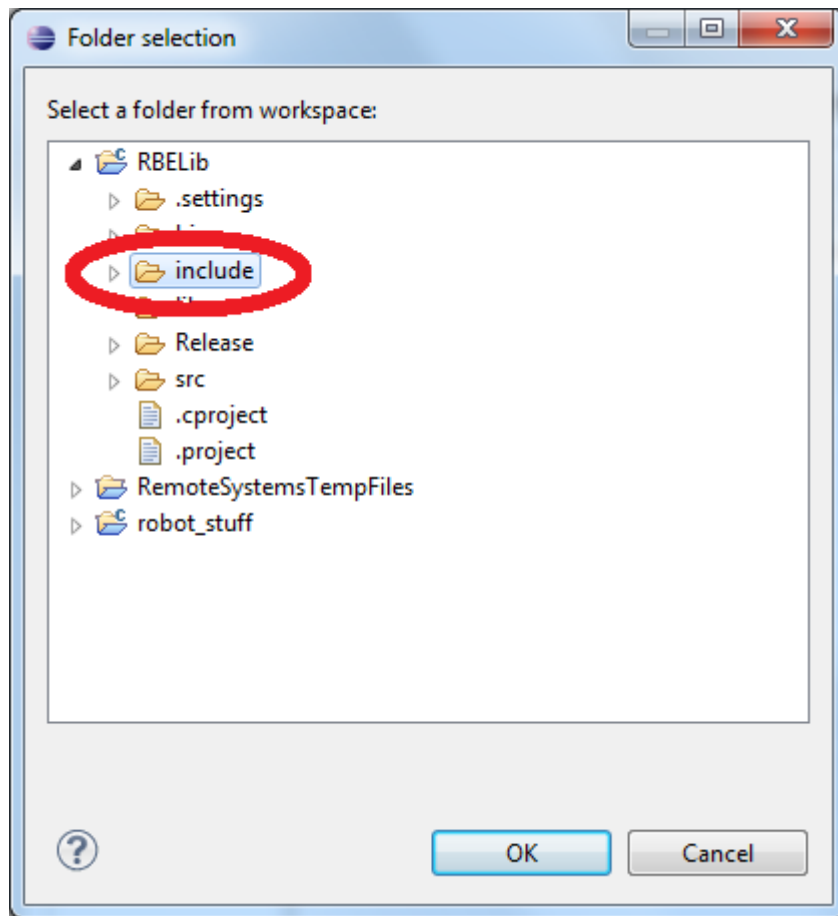 Folder selection
Select a folder from workspace:
RBELib
.settings
include
Release
src
.cproject
.project
RemoteSystemsTempFiles
robot_stuff
OK
Cancel